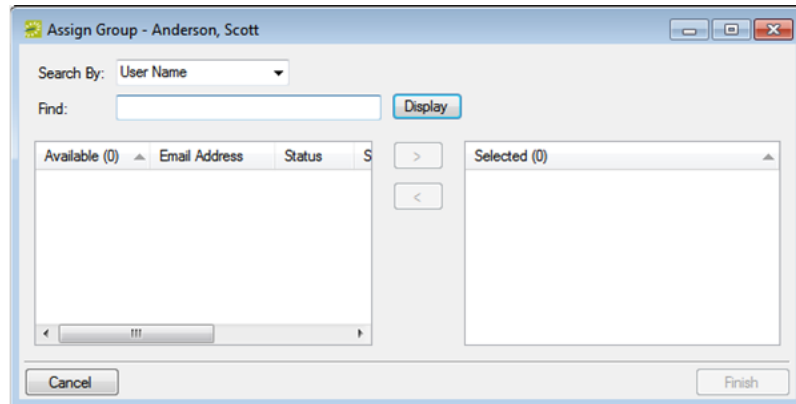 Assign Group - Anderson, Scott
Search By: User Name
Find: Display
Available (0) Email Address Status S > Selected (0)
<
Cancel Finish